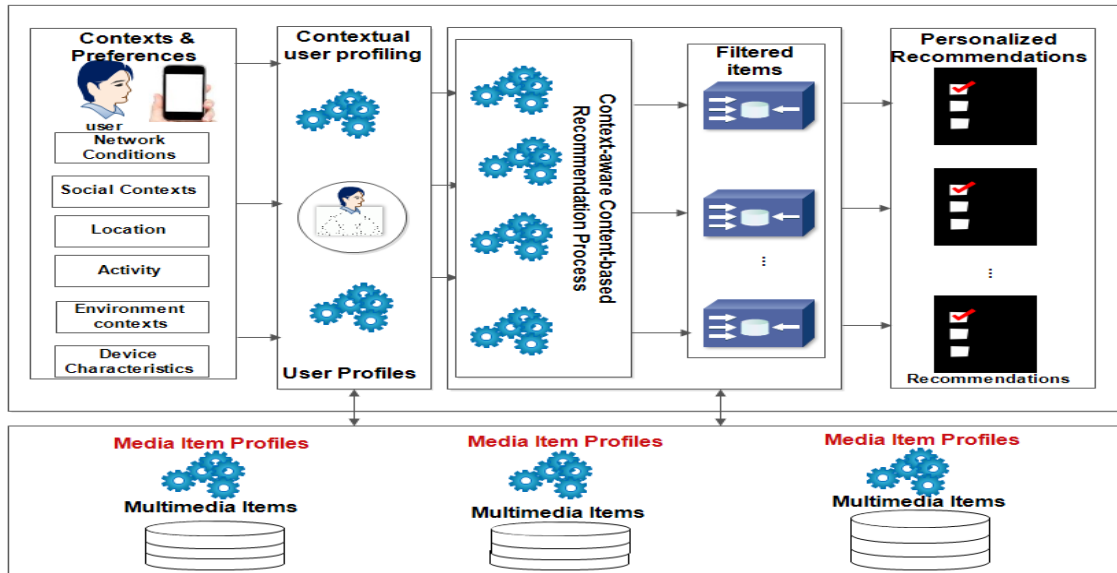 Contexts &
Preferences
user
Network
Conditions
Social Contexts
Location
Activity
Environment
contexts
Device
Characteristics
Contextual
user profiling
User Profiles
Context-aware Content-based
Recommendation Process
Filtered
items
...
Personalized
Recommendations
...
Recommendations
Media Item Profiles
Multimedia Items
Media Item Profiles
Multimedia Items
Media Item Profiles
Multimedia Items